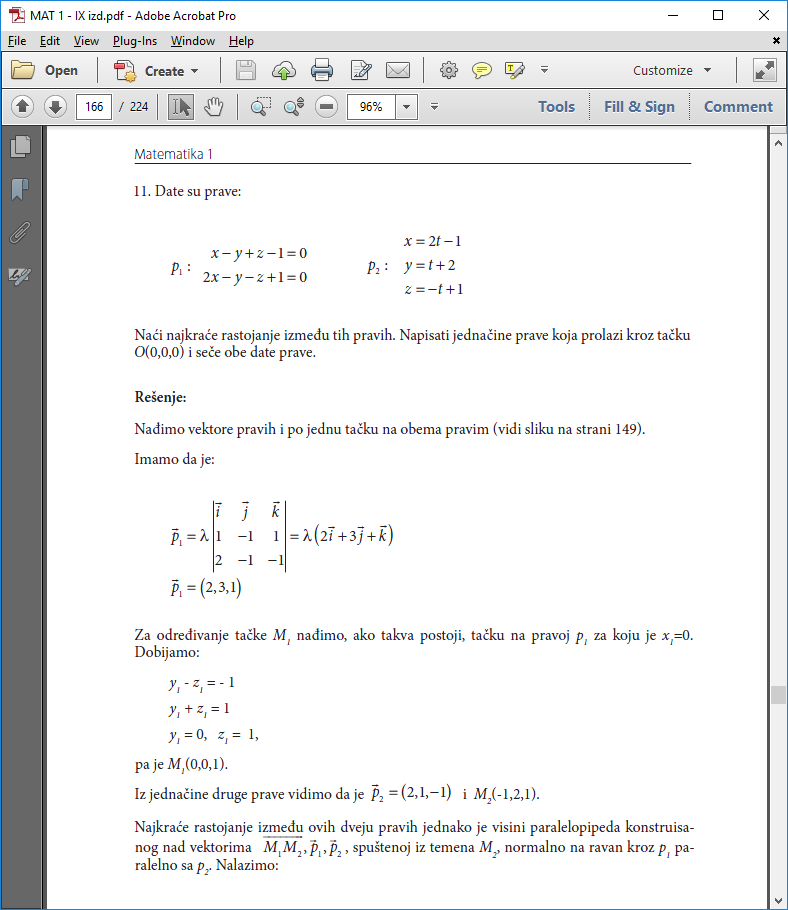 MAT 1 - IX izd.pdf - Adobe Acrobat Pro
File Edit View Plug-Ins Window Help
Open Create Customize
166 / 224 96% Tools Fill & Sign Comment
Matematika 1
11. Date su prave:
p₁ : x − y + z − 1 = 0
2x − y − z + 1 = 0
p₂ : x = 2t − 1
y = t + 2
z = −t + 1
Naći najkraće rastojanje između tih pravih. Napisati jednačine prave koja prolazi kroz tačku
O(0,0,0) i seče obe date prave.
Rešenje:
Nađimo vektore pravih i po jednu tačku na obema pravim (vidi sliku na strani 149).
Imamo da je:
p⃗₁ = λ | i⃗ j⃗ k⃗ |
| 1 −1 1 | = λ(2i⃗ + 3j⃗ + k⃗)
| 2 −1 −1 |
p⃗₁ = (2,3,1)
Za određivanje tačke M₁ nađimo, ako takva postoji, tačku na pravoj p₁ za koju je x₁=0.
Dobijamo:
y₁ - z₁ = - 1
y₁ + z₁ = 1
y₁ = 0, z₁ = 1,
pa je M₁(0,0,1).
Iz jednačine druge prave vidimo da je p⃗₂ = (2,1,−1) i M₂(-1,2,1).
Najkraće rastojanje između ovih dveju pravih jednako je visini paralelopipeda konstruisa-
nog nad vektorima M₁M₂, p⃗₁, p⃗₂ , spuštenoj iz temena M₂, normalno na ravan kroz p₁ pa-
ralelno sa p₂. Nalazimo: